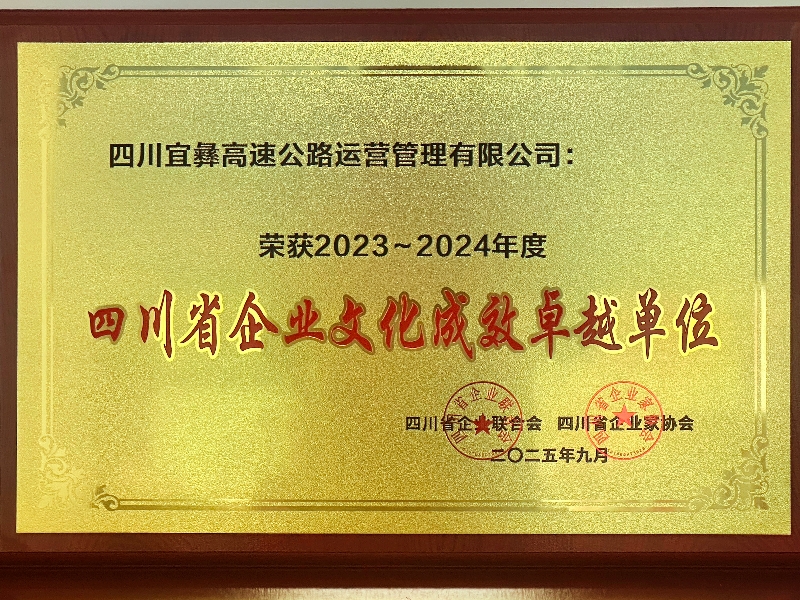 四川宜彝高速公路运营管理有限公司：
荣获2023~2024年度
四川省企业文化成效卓越单位
四川省企业联合会 四川省企业家协会
二〇二五年九月